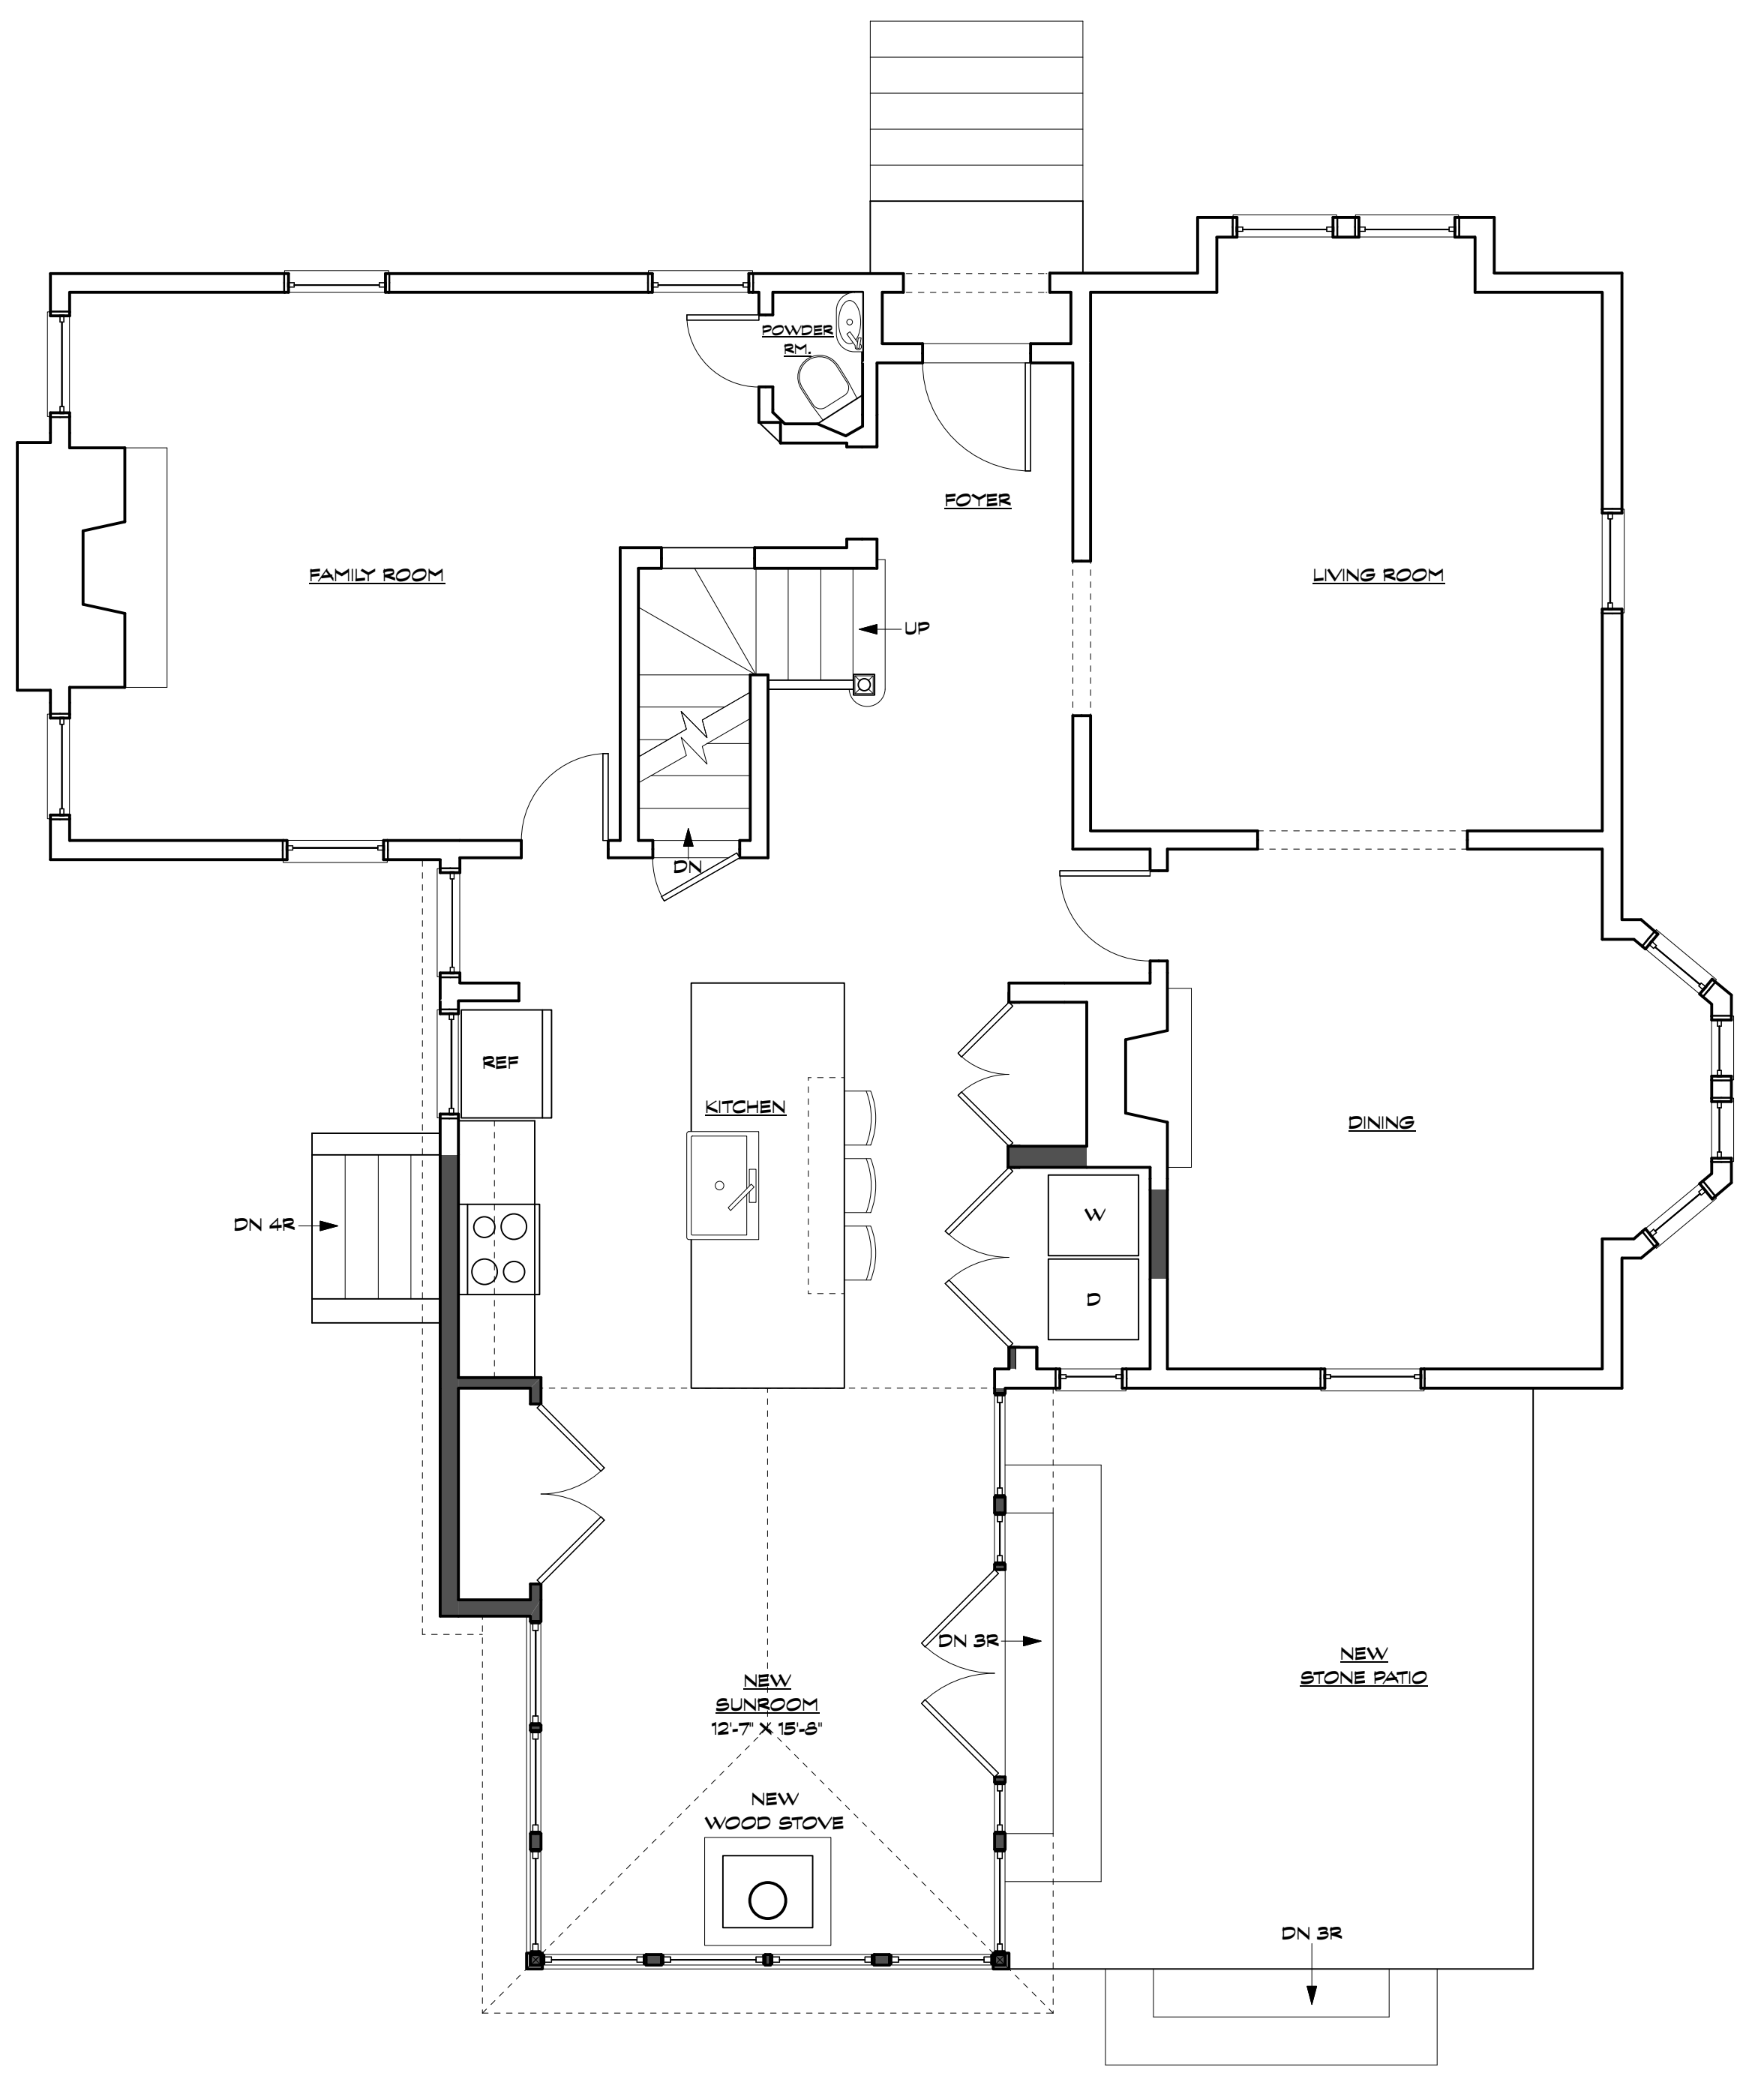 POWDER
RM.
FOYER
FAMILY ROOM
LIVING ROOM
UP
DN
REF
KITCHEN
DINING
W
DN 4R
D
DN 3R
NEW
STONE PATIO
NEW
SUNROOM
12'-7" X 15'-8"
NEW
WOOD STOVE
DN 3R